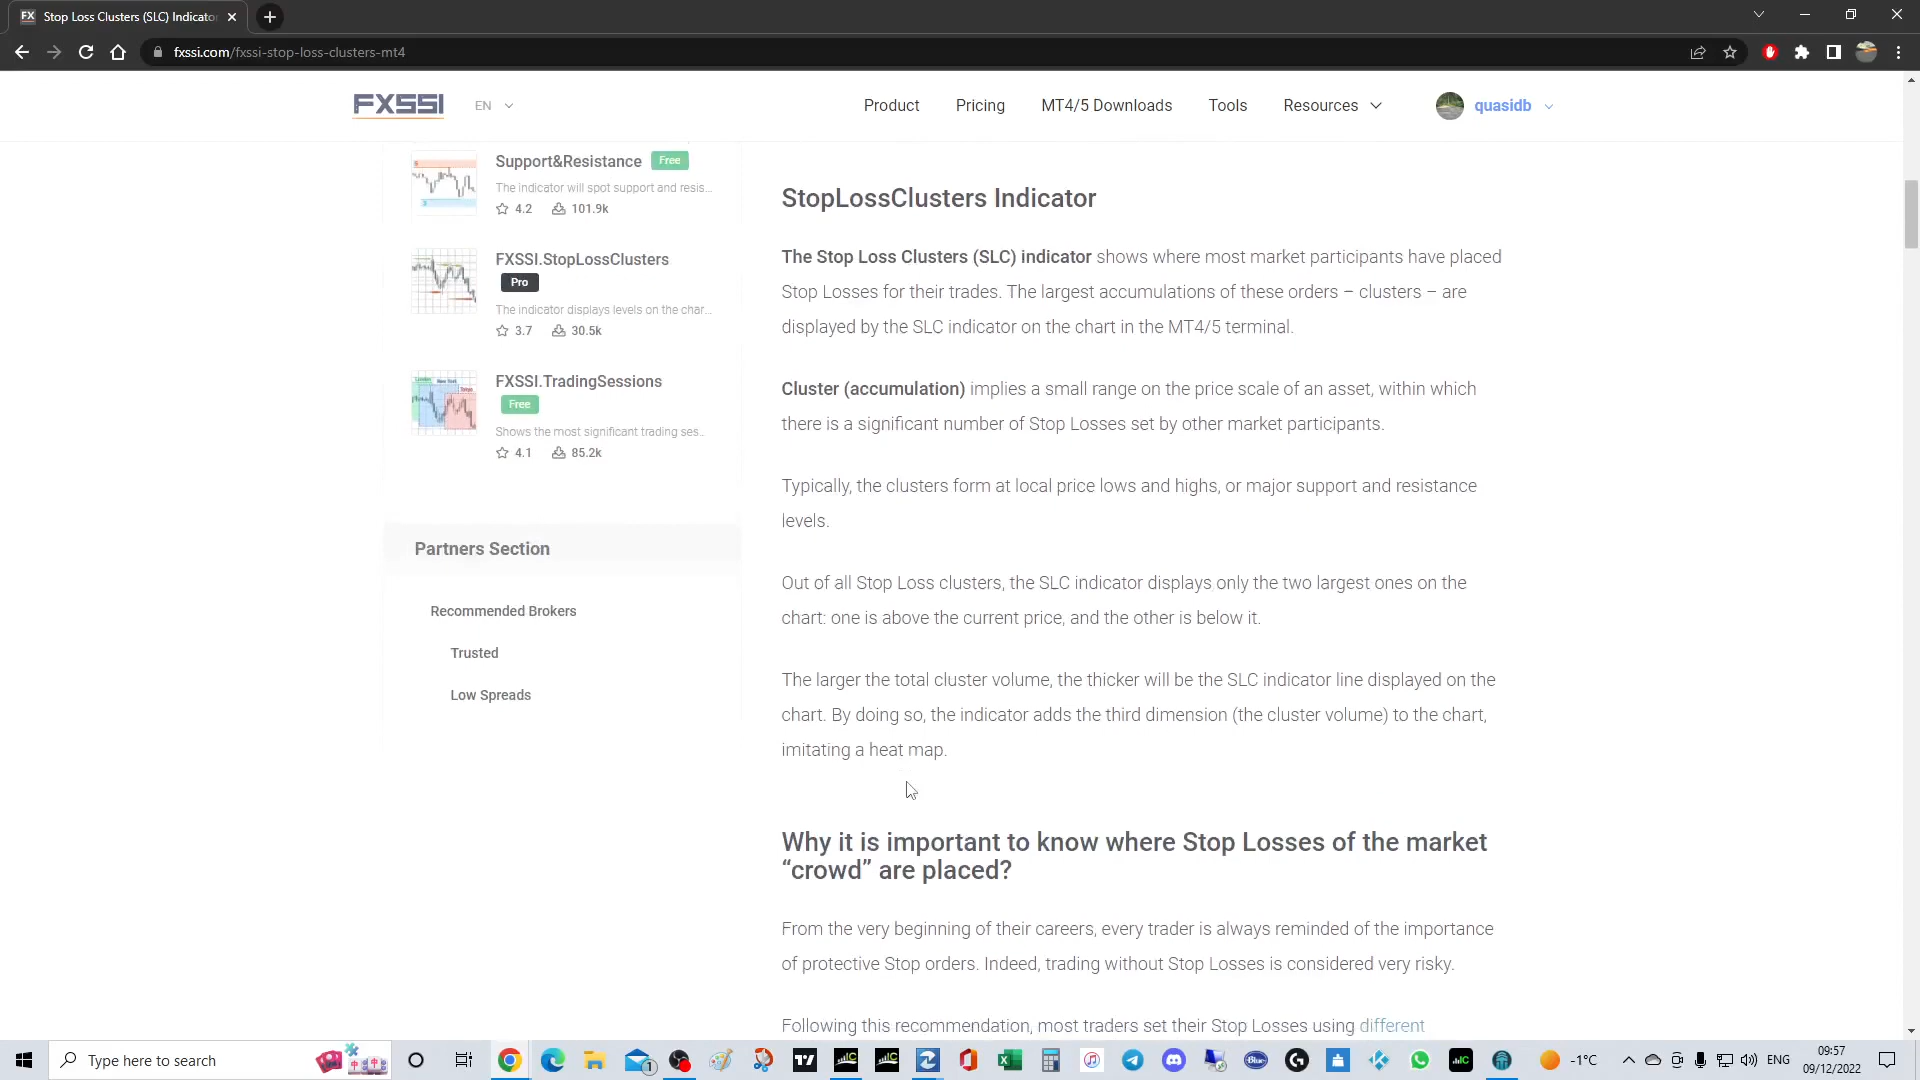 Stop Loss Clusters (SLC) Indicato
fxssi.com/fxssi-stop-loss-clusters-mt4
FXSSI
EN
Product
Pricing
MT4/5 Downloads
Tools
Resources
quasidb
Support&Resistance
Free
The indicator will spot support and resis...
4.2
101.9k
FXSSI.StopLossClusters
Pro
The indicator displays levels on the char...
3.7
30.5k
FXSSI.TradingSessions
Free
Shows the most significant trading ses...
4.1
85.2k
Partners Section
Recommended Brokers
Trusted
Low Spreads
StopLossClusters Indicator
The Stop Loss Clusters (SLC) indicator shows where most market participants have placed
Stop Losses for their trades. The largest accumulations of these orders – clusters – are
displayed by the SLC indicator on the chart in the MT4/5 terminal.
Cluster (accumulation) implies a small range on the price scale of an asset, within which
there is a significant number of Stop Losses set by other market participants.
Typically, the clusters form at local price lows and highs, or major support and resistance
levels.
Out of all Stop Loss clusters, the SLC indicator displays only the two largest ones on the
chart: one is above the current price, and the other is below it.
The larger the total cluster volume, the thicker will be the SLC indicator line displayed on the
chart. By doing so, the indicator adds the third dimension (the cluster volume) to the chart,
imitating a heat map.
Why it is important to know where Stop Losses of the market
“crowd” are placed?
From the very beginning of their careers, every trader is always reminded of the importance
of protective Stop orders. Indeed, trading without Stop Losses is considered very risky.
Following this recommendation, most traders set their Stop Losses using different
Type here to search
-1°C
ENG
09:57
09/12/2022